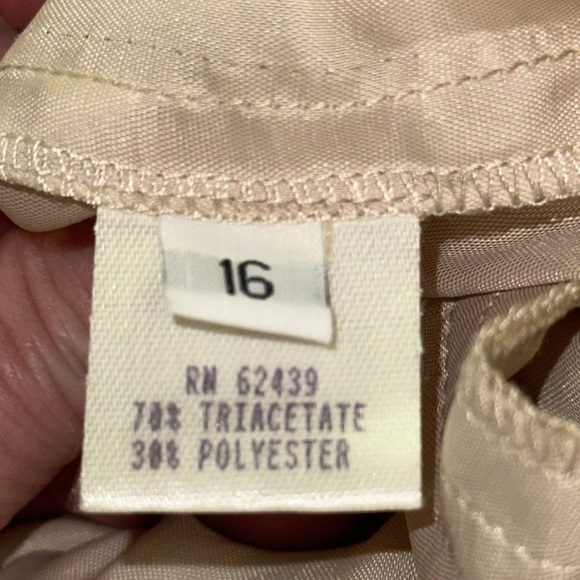 16
RN 62439
70% TRIACETATE
30% POLYESTER